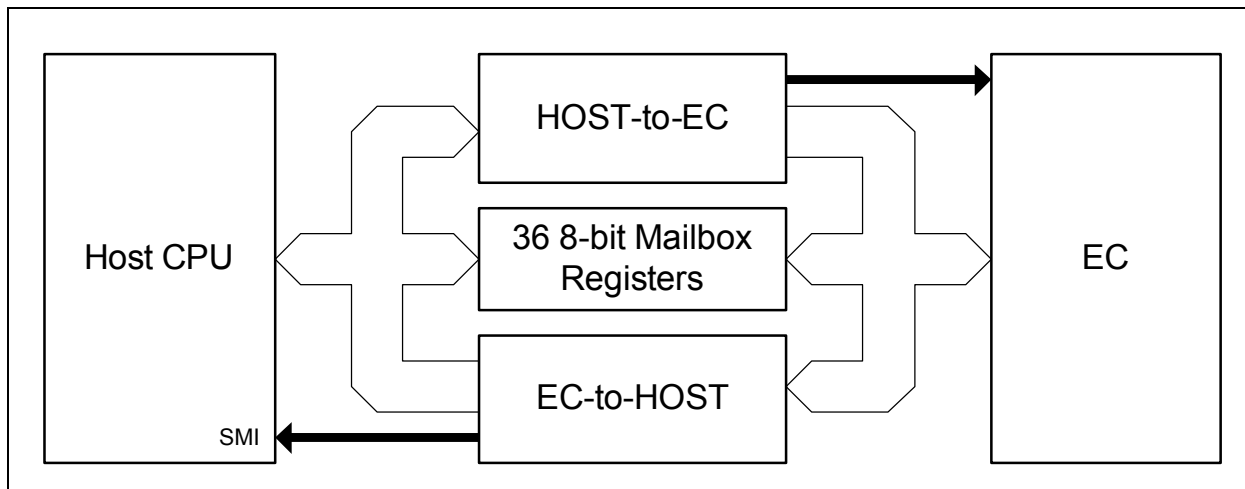 HOST-to-EC
Host CPU
36 8-bit Mailbox
Registers
EC
EC-to-HOST
SMI